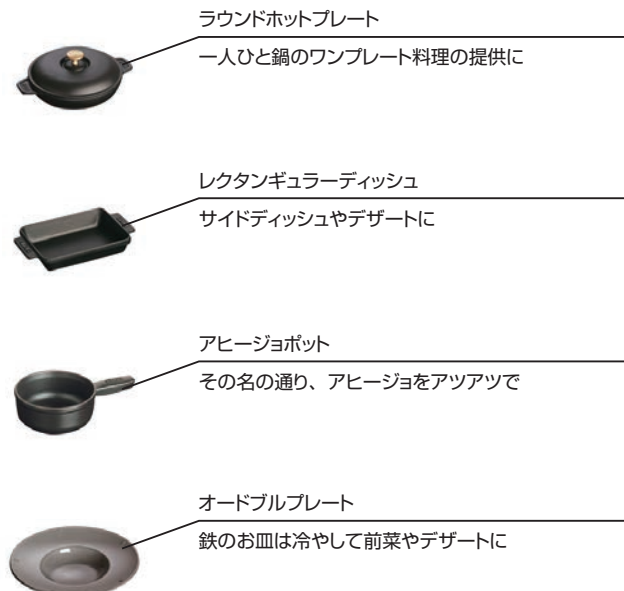 ラウンドホットプレート
一人ひと鍋のワンプレート料理の提供に
レクタンギュラーディッシュ
サイドディッシュやデザートに
アヒージョポット
その名の通り、アヒージョをアツアツで
オードブルプレート
鉄のお皿は冷やして前菜やデザートに